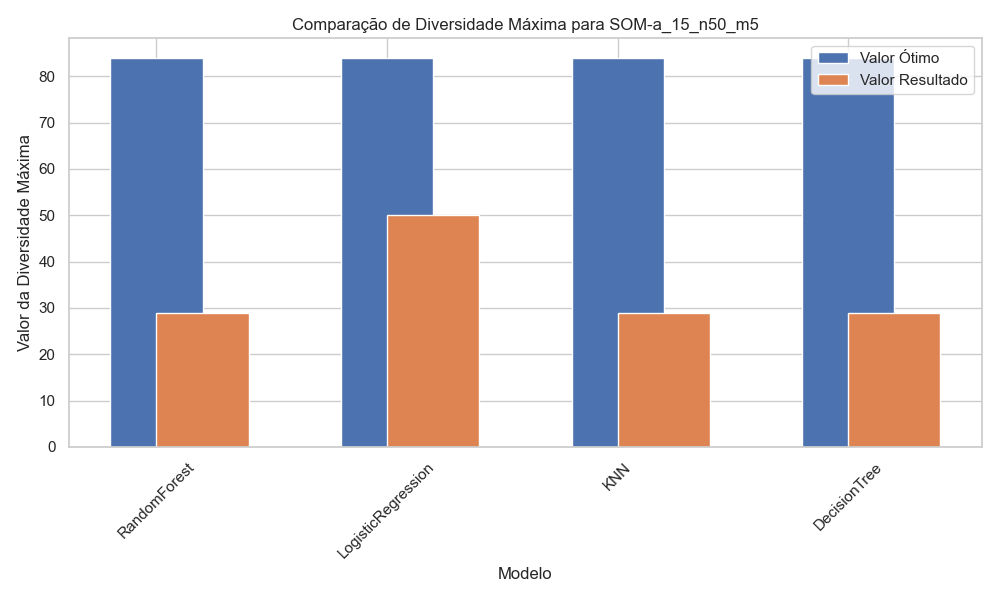 Comparação de Diversidade Máxima para SOM-a_15_n50_m5
Valor Ótimo
Valor Resultado
Valor da Diversidade Máxima
80
70
60
50
40
30
20
10
0
RandomForest
LogisticRegression
KNN
DecisionTree
Modelo